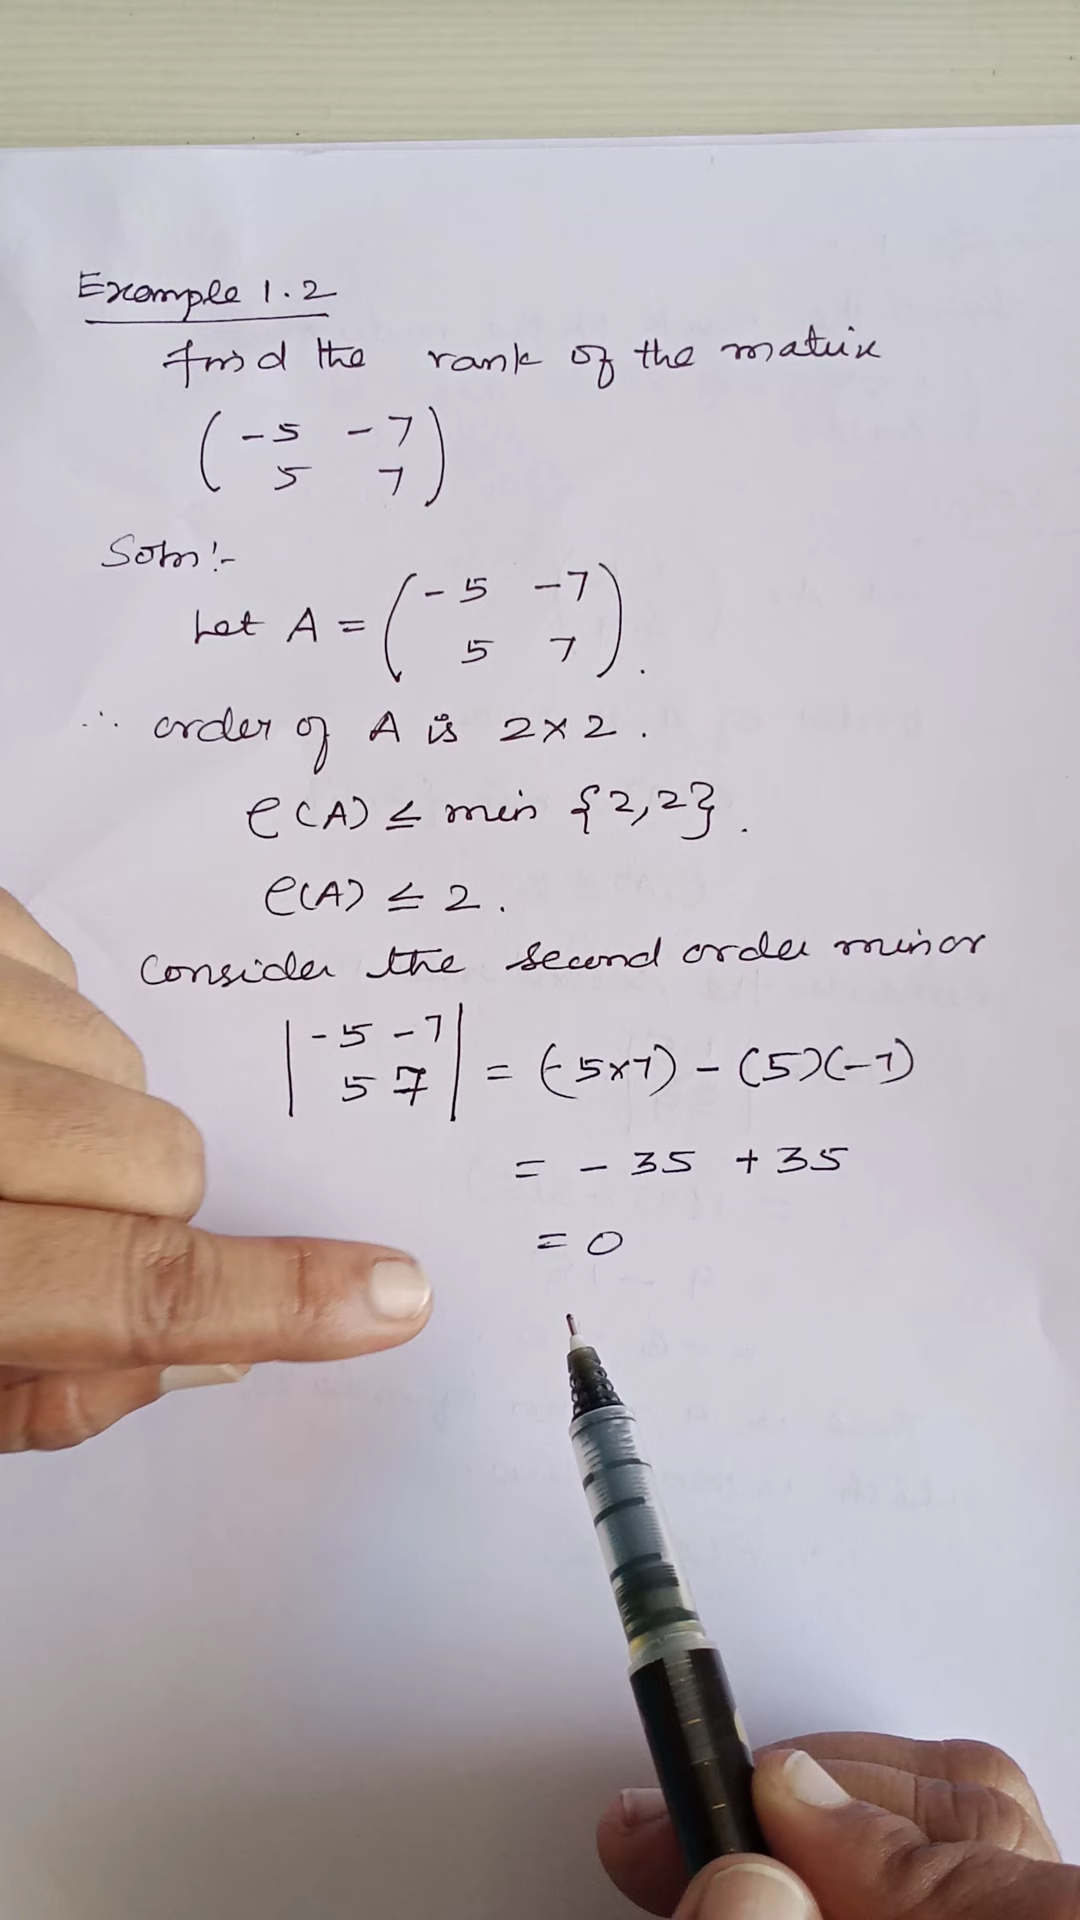 Example 1.2
find the rank of the matrix
( -5 -7
5 7 )
Soln:-
Let A = ( -5 -7
5 7 ).
∴ order of A is 2×2.
ρ(A) ≤ min {2,2}.
ρ(A) ≤ 2.
Consider the second order minor
| -5 -7
5 7 | = (-5×7) - (5)(-7)
= - 35 + 35
= 0